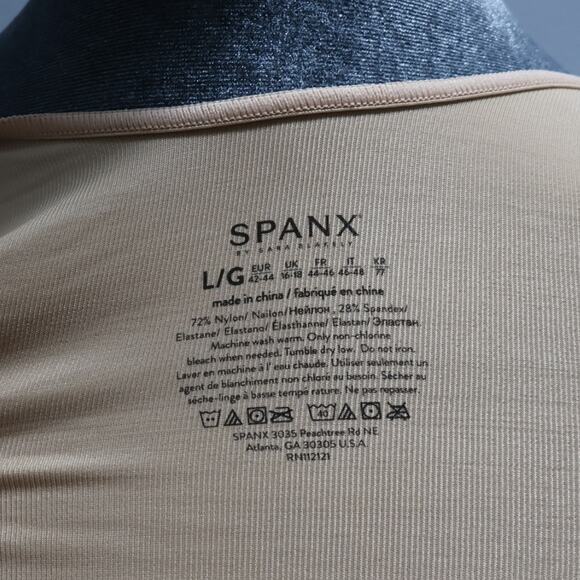 SPANX®
BY SARA BLAKELY
L/G EUR 42-44 UK 16-18 FR 44-46 IT 46-48 KR 77
made in china / fabriqué en chine
72% Nylon/ Nailon/ Нейлон , 28% Spandex/
Elastane/ Elastano/ Élasthanne/ Elastan/ Эластан.
Machine wash warm. Only non-chlorine
bleach when needed. Tumble dry low. Do not iron.
Laver en machine à l' eau chaude. Utiliser seulement un
agent de blanchiment non chloré au besoin. Sécher au
séche-linge à basse tempé rature. Ne pas repasser.
40
SPANX 3035 Peachtree Rd NE
Atlanta, GA 30305 U.S.A.
RN112121